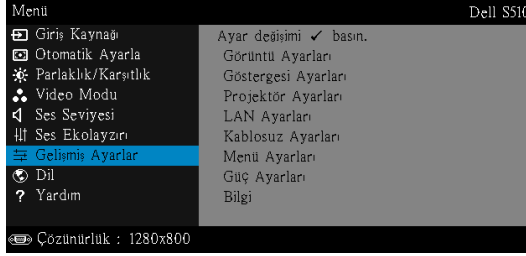 Menü Dell S510
Giriş Kaynağı
Otomatik Ayarla
Parlaklık/Karşıtlık
Video Modu
Ses Seviyesi
Ses Ekolayzırı
Gelişmiş Ayarlar
Dil
? Yardım
Ayar değişimi ✓ basın.
Görüntü Ayarları
Göstergesi Ayarları
Projektör Ayarları
LAN Ayarları
Kablosuz Ayarları
Menü Ayarları
Güç Ayarları
Bilgi
Çözünürlük : 1280x800